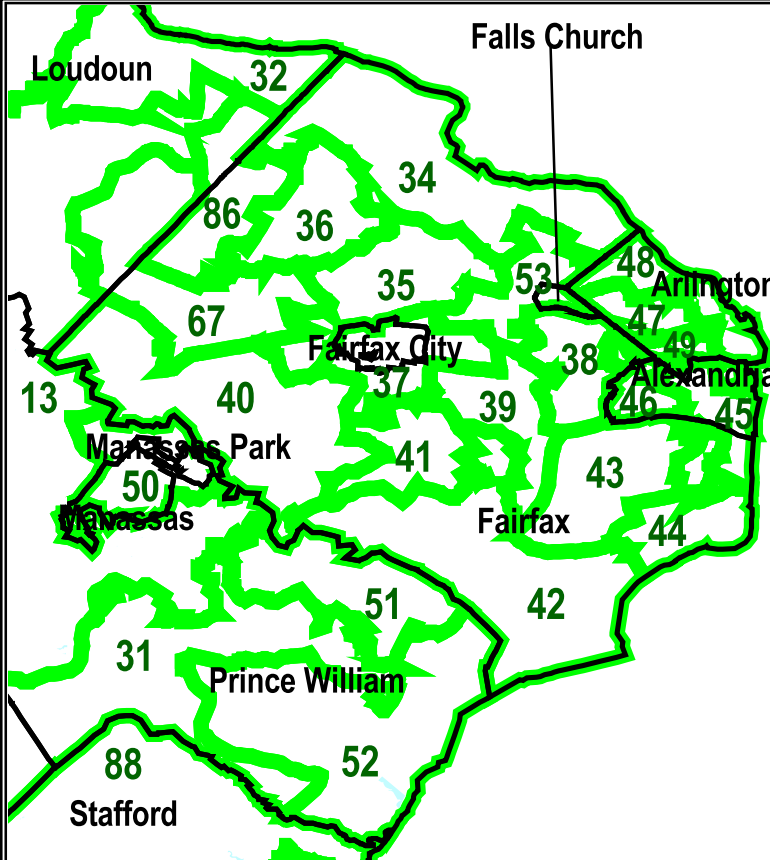 Falls Church
Loudoun
32
34
86
36
48
53
35
Arlington
67
47
49
Fairfax City
38
Alexandria
37
13
40
39
46
45
Manassas Park
41
43
50
Manassas
Fairfax
44
51
42
31
Prince William
52
88
Stafford